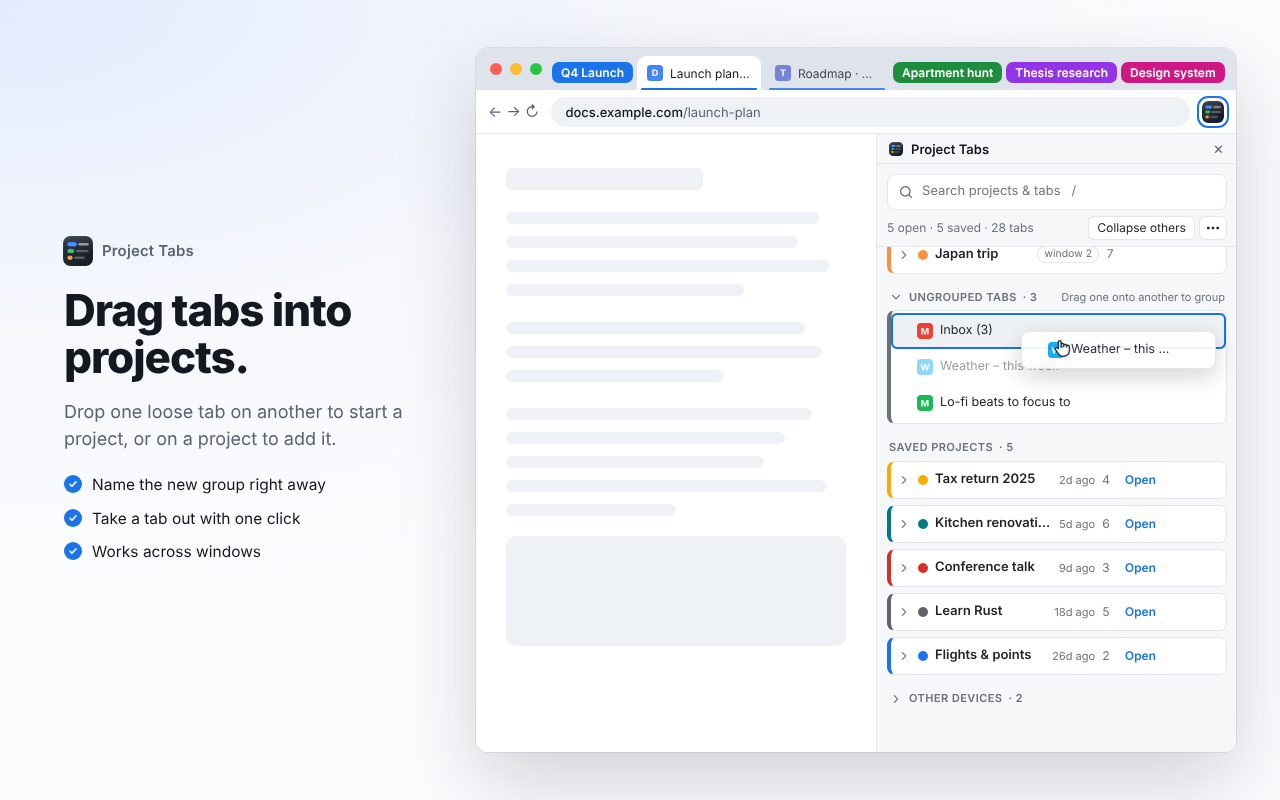 Project Tabs
Drag tabs into
projects.
Drop one loose tab on another to start a
project, or on a project to add it.
Name the new group right away
Take a tab out with one click
Works across windows
Q4 Launch
D Launch plan...
T Roadmap · ...
Apartment hunt
Thesis research
Design system
docs.example.com/launch-plan
Project Tabs
Search projects & tabs /
5 open · 5 saved · 28 tabs
Collapse others
Japan trip window 2 7
UNGROUPED TABS · 3 Drag one onto another to group
M Inbox (3)
Weather – this ...
W Weather – this week
M Lo-fi beats to focus to
SAVED PROJECTS · 5
Tax return 2025 2d ago 4 Open
Kitchen renovati... 5d ago 6 Open
Conference talk 9d ago 3 Open
Learn Rust 18d ago 5 Open
Flights & points 26d ago 2 Open
OTHER DEVICES · 2